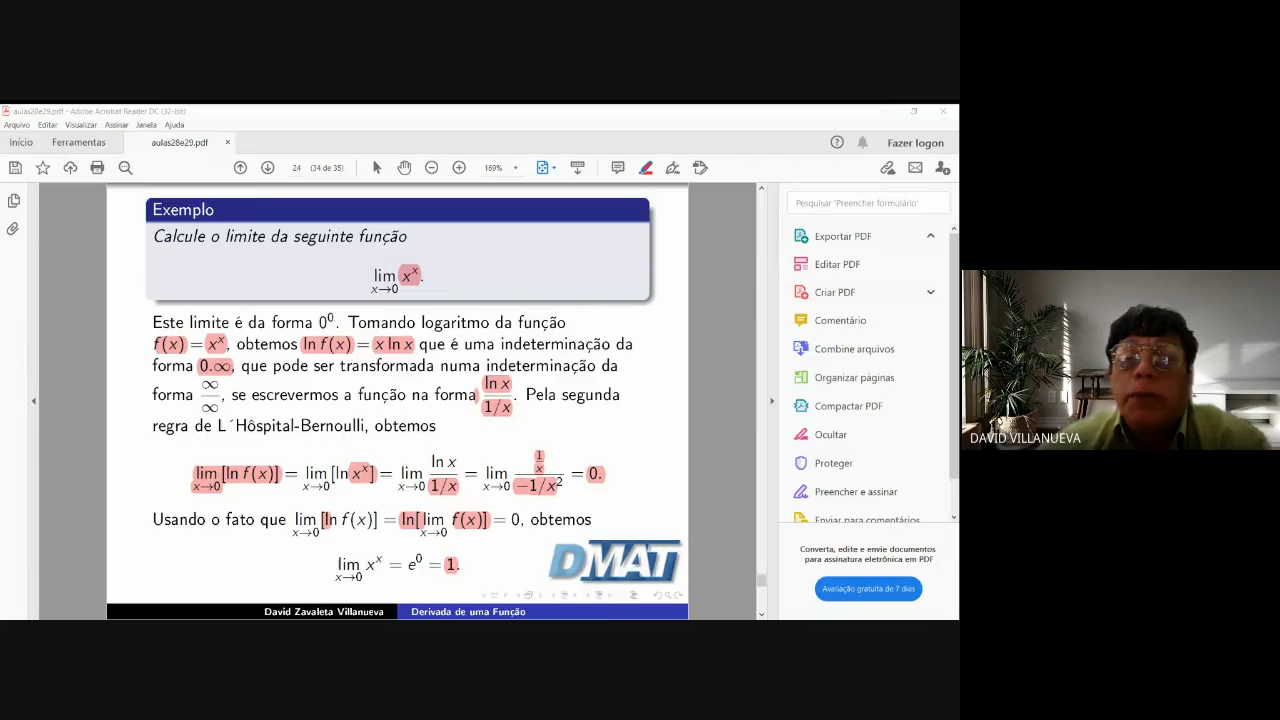 aulas28e29.pdf - Adobe Acrobat Reader DC (32-bit)
Arquivo Editar Visualizar Assinar Janela Ajuda
Início Ferramentas aulas28e29.pdf × Fazer logon
24 (34 de 35) 169%
Exemplo
Calcule o limite da seguinte função
lim x→0 x^x.
Este limite é da forma 0^0. Tomando logaritmo da função
f(x) = x^x, obtemos ln f(x) = x ln x que é uma indeterminação da
forma 0.∞, que pode ser transformada numa indeterminação da
forma ∞/∞, se escrevermos a função na forma ln x / 1/x. Pela segunda
regra de L´Hôspital-Bernoulli, obtemos
lim x→0 [ln f(x)] = lim x→0 [ln x^x] = lim x→0 ln x / 1/x = lim x→0 1/x / −1/x^2 = 0.
Usando o fato que lim x→0 [ln f(x)] = ln[lim x→0 f(x)] = 0, obtemos
lim x→0 x^x = e^0 = 1.
DMAT
David Zavaleta Villanueva Derivada de uma Função
Pesquisar 'Preencher formulário'
Exportar PDF
Editar PDF
Criar PDF
Comentário
Combine arquivos
Organizar páginas
Compactar PDF
Ocultar
Proteger
Preencher e assinar
Enviar para comentários
Converta, edite e envie documentos
para assinatura eletrônica em PDF
Avaliação gratuita de 7 dias
DAVID VILLANUEVA